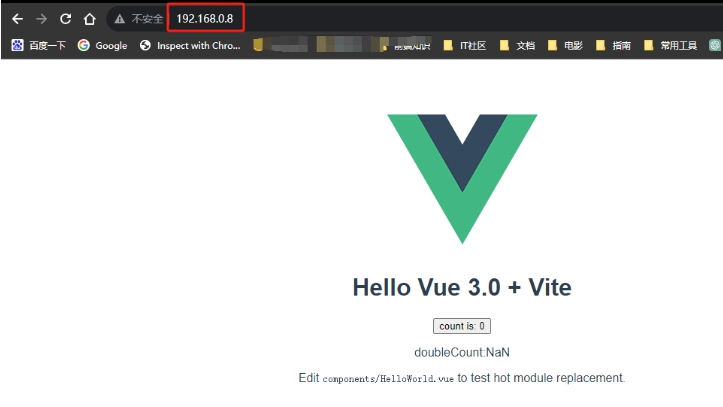 不安全 192.168.0.8
百度一下 Google Inspect with Chro... IT社区 文档 电影 指南 常用工具
Hello Vue 3.0 + Vite
count is: 0
doubleCount:NaN
Edit components/HelloWorld.vue to test hot module replacement.